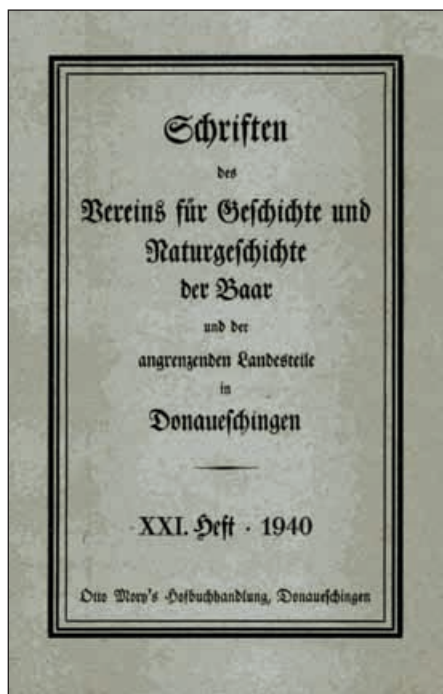 Schriften
des
Vereins für Geschichte und
Naturgeschichte
der Baar
und der
angrenzenden Landesteile
in
Donaueschingen
XXI. Heft · 1940
Otto Mory's Hofbuchhandlung, Donaueschingen